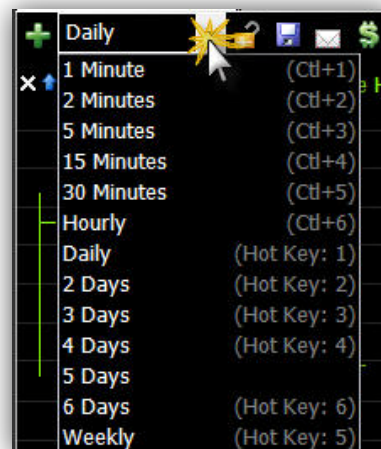 Daily
1 Minute (Ctl+1)
2 Minutes (Ctl+2)
5 Minutes (Ctl+3)
15 Minutes (Ctl+4)
30 Minutes (Ctl+5)
Hourly (Ctl+6)
Daily (Hot Key: 1)
2 Days (Hot Key: 2)
3 Days (Hot Key: 3)
4 Days (Hot Key: 4)
5 Days
6 Days (Hot Key: 6)
Weekly (Hot Key: 5)